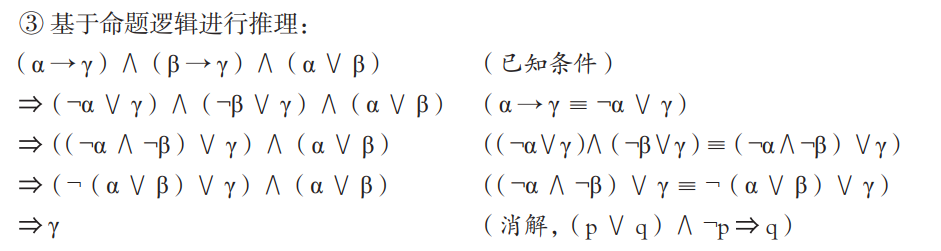 ③ 基于命题逻辑进行推理：
(α→γ) ∧ (β→γ) ∧ (α ∨ β) (已知条件)
⇒ (¬α ∨ γ) ∧ (¬β ∨ γ) ∧ (α ∨ β) (α→γ ≡ ¬α ∨ γ)
⇒ ((¬α ∧ ¬β) ∨ γ) ∧ (α ∨ β) ((¬α∨γ)∧(¬β∨γ)≡(¬α∧¬β) ∨γ)
⇒ (¬ (α ∨ β) ∨ γ) ∧ (α ∨ β) ((¬α ∧ ¬β) ∨ γ ≡ ¬ (α ∨ β) ∨ γ)
⇒γ (消解，(p ∨ q) ∧ ¬p⇒q)